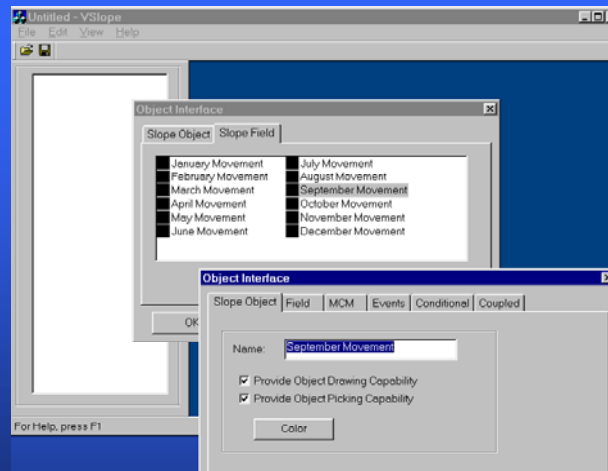 Untitled - VSlope
File Edit View Help
Object Interface
Slope Object Slope Field
January Movement July Movement
February Movement August Movement
March Movement September Movement
April Movement October Movement
May Movement November Movement
June Movement December Movement
OK
Object Interface
Slope Object Field MCM Events Conditional Coupled
Name: September Movement
Provide Object Drawing Capability
Provide Object Picking Capability
Color
For Help, press F1